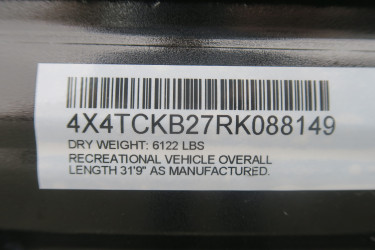 4X4TCKB27RK088149
DRY WEIGHT: 6122 LBS
RECREATIONAL VEHICLE OVERALL
LENGTH 31'9" AS MANUFACTURED.